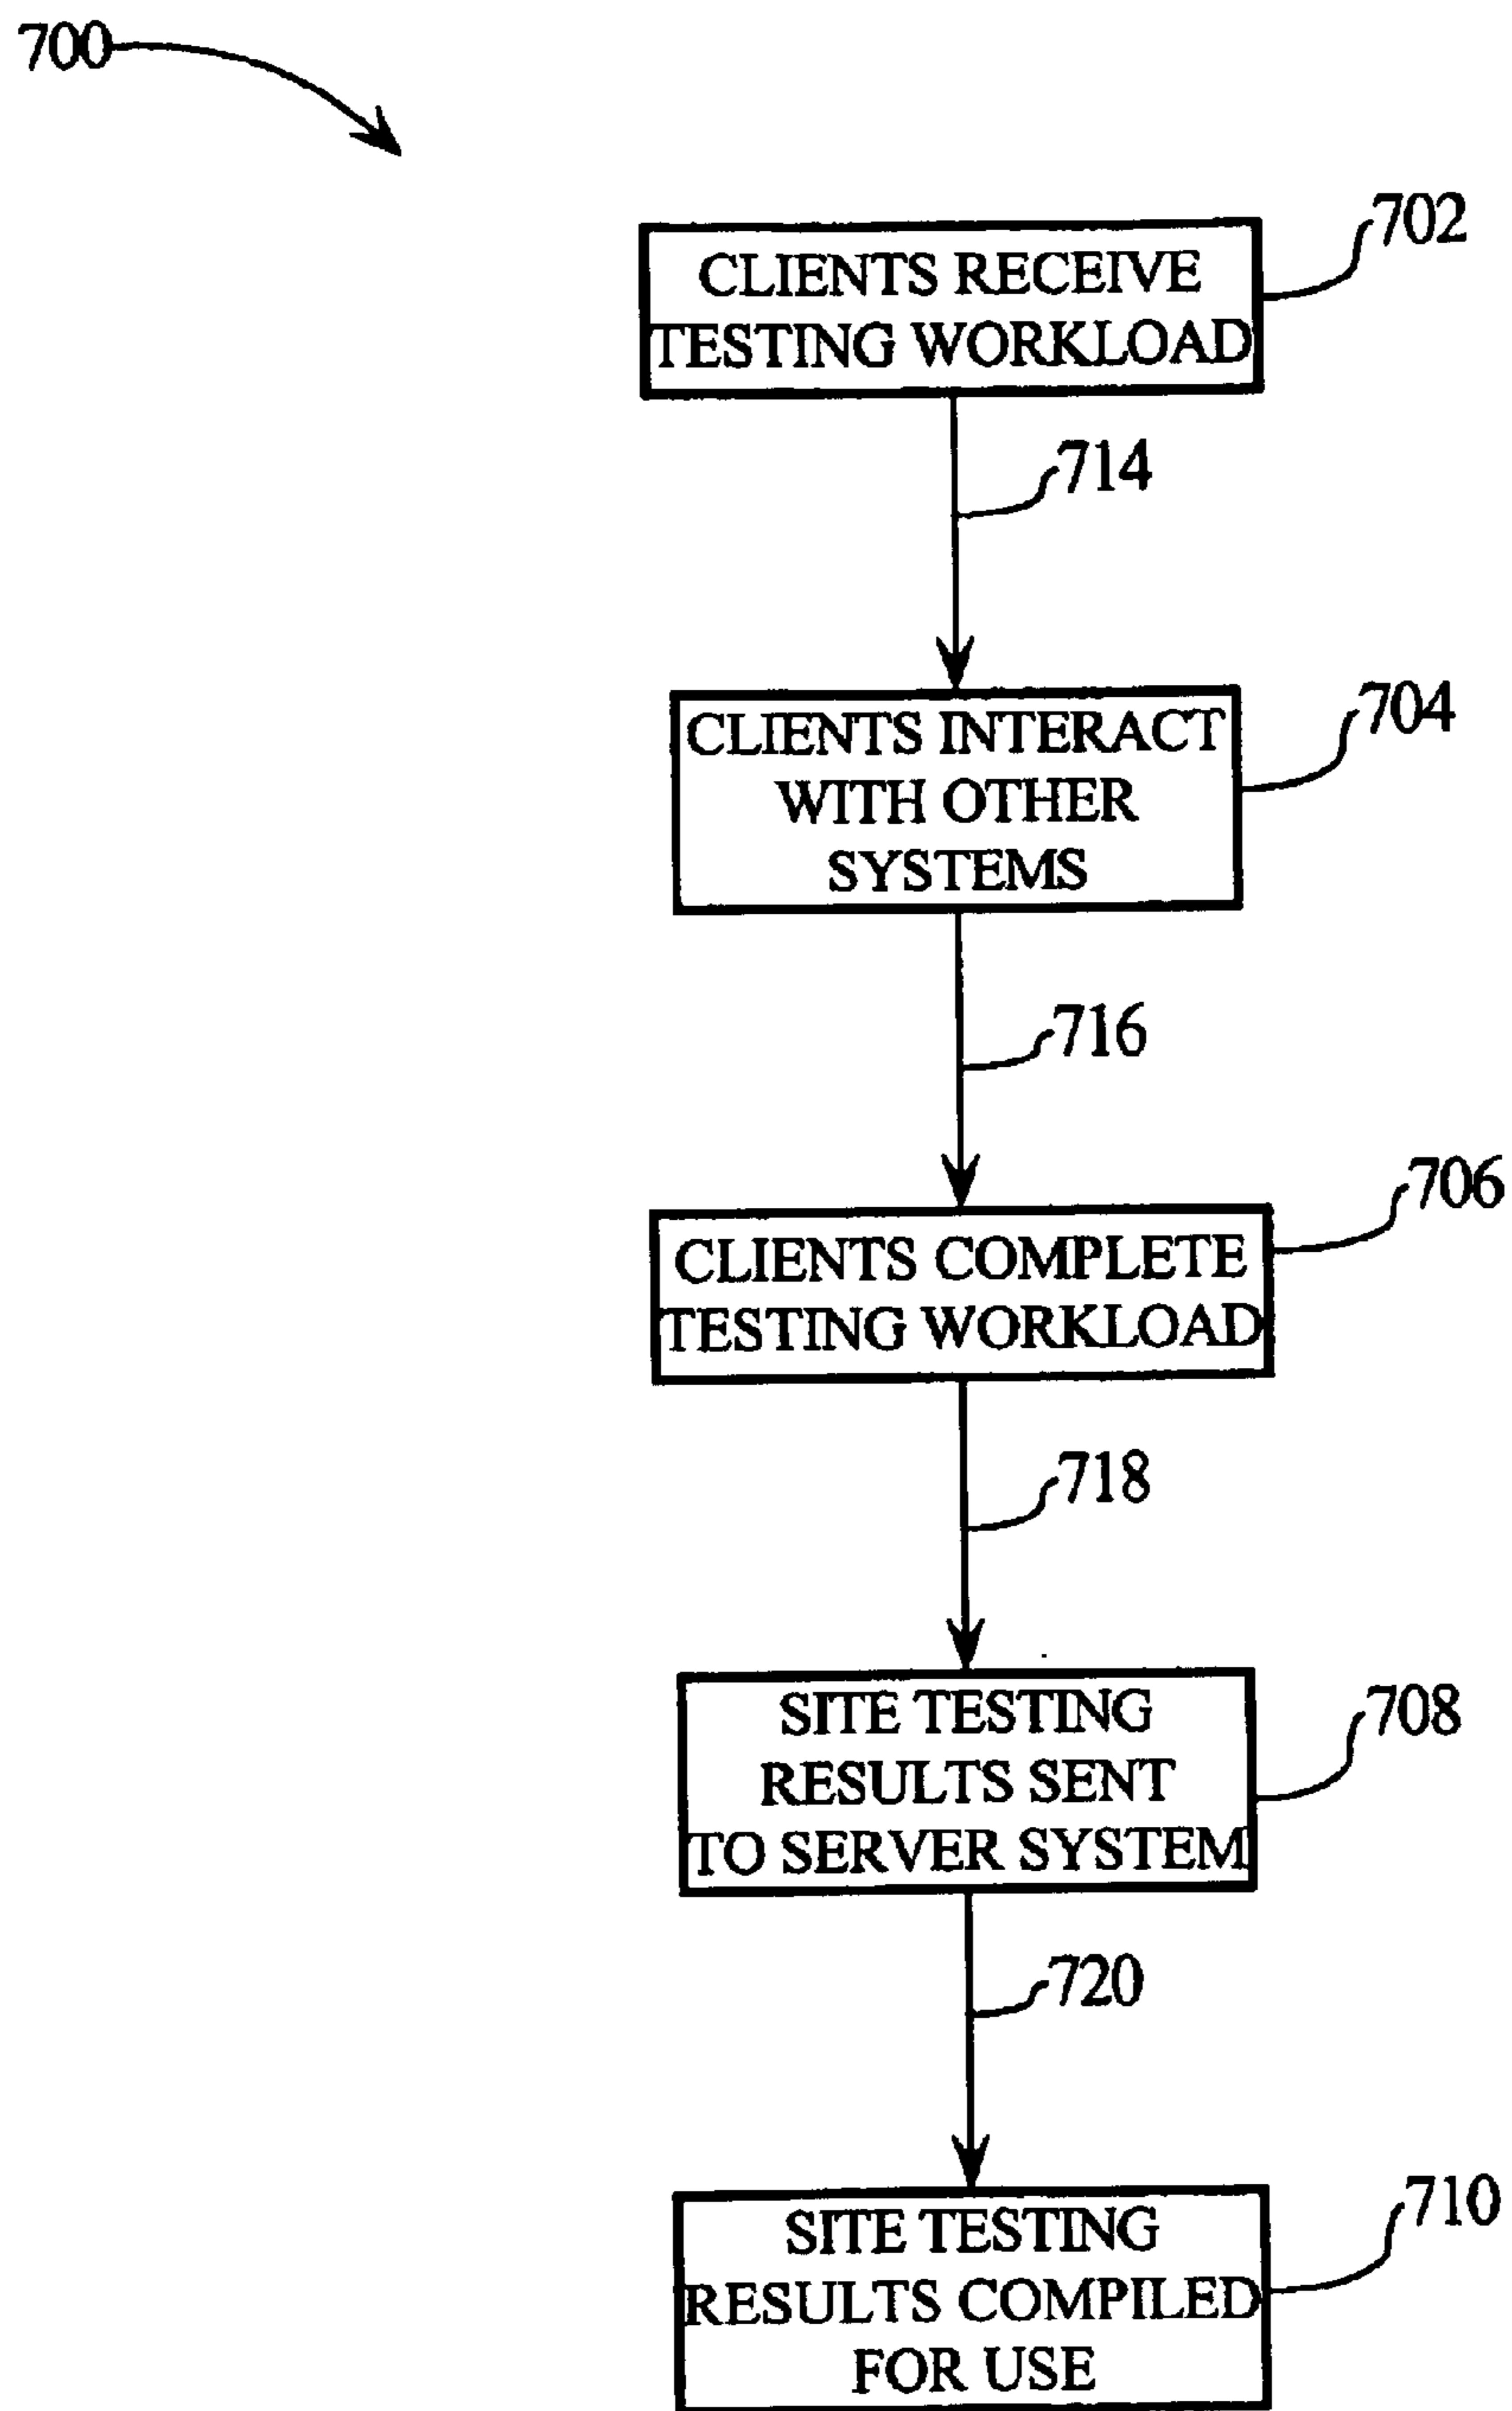 700
702
CLIENTS RECEIVE
TESTING WORKLOAD
714
704
CLIENTS INTERACT
WITH OTHER
SYSTEMS
716
706
CLIENTS COMPLETE
TESTING WORKLOAD
718
708
SITE TESTING
RESULTS SENT
TO SERVER SYSTEM
720
710
SITE TESTING
RESULTS COMPILED
FOR USE